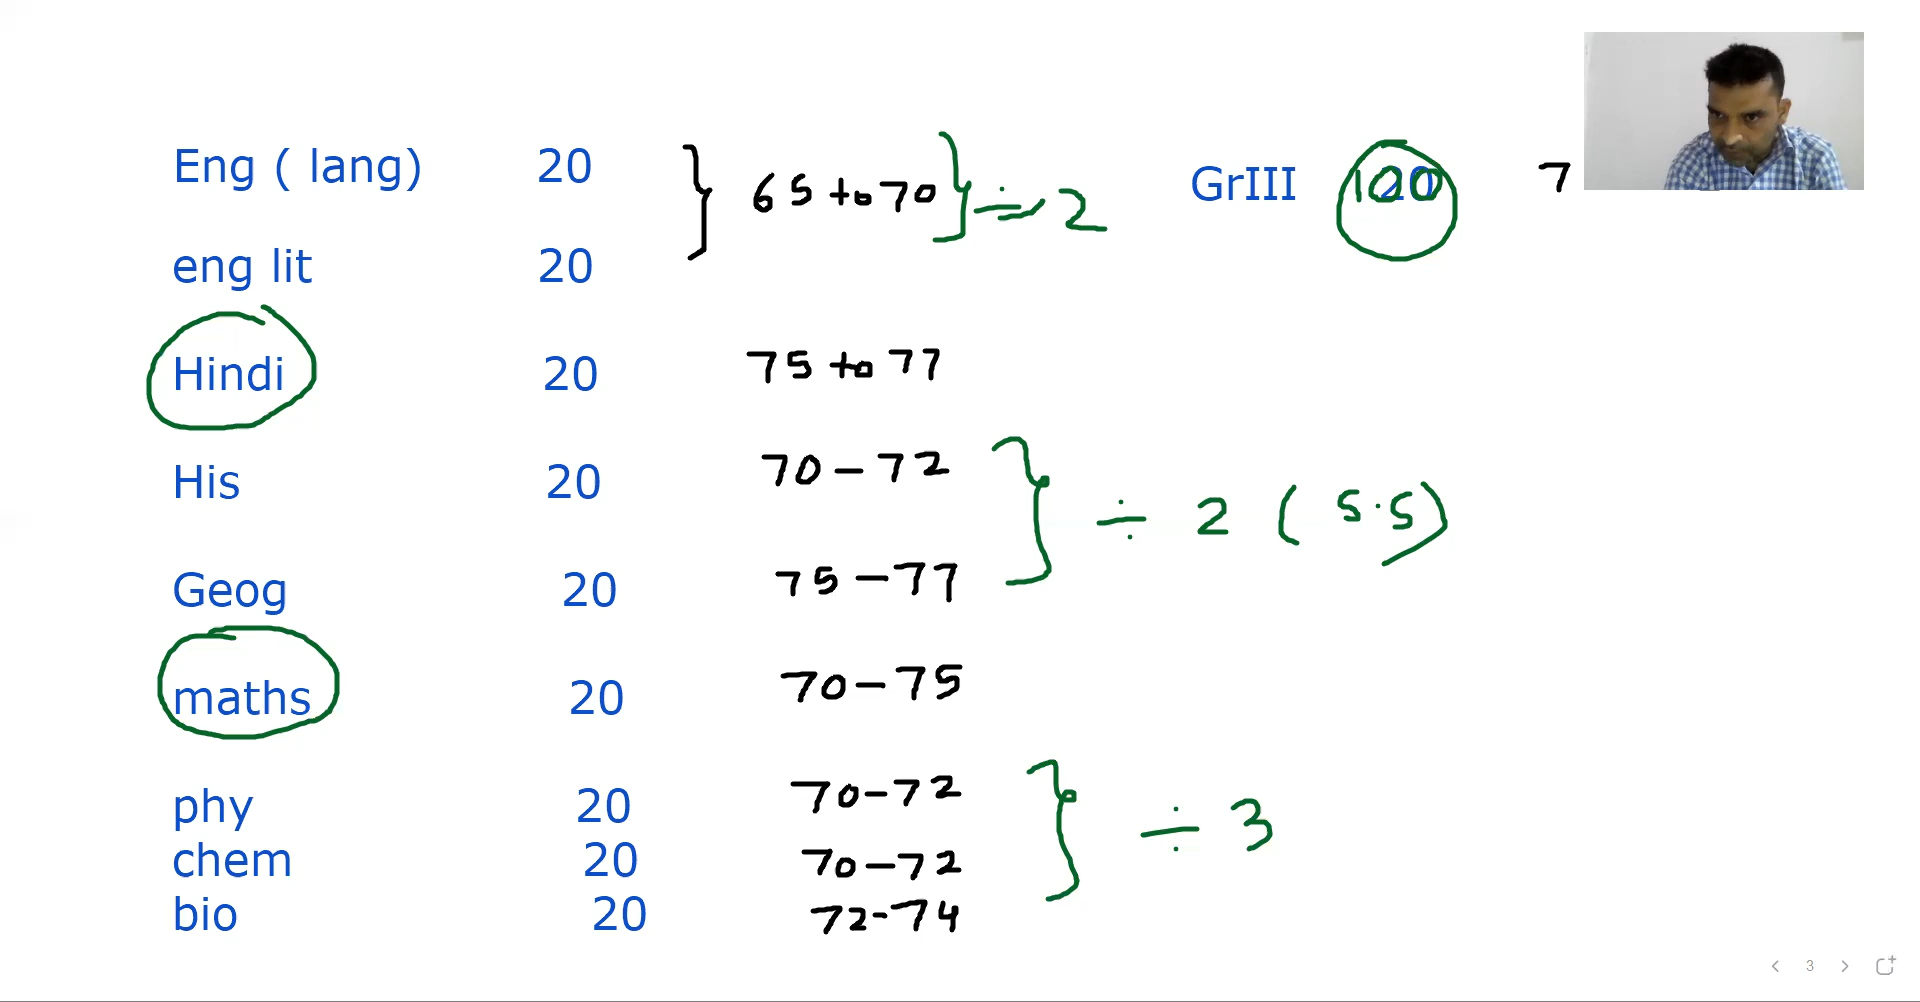 Eng ( lang) 20 65 to 70 ÷ 2 GrIII 100 7
eng lit 20
Hindi 20 75 to 77
His 20 70 - 72 ÷ 2 ( 5.5)
Geog 20 75 - 77
maths 20 70 - 75
phy 20 70 - 72 ÷ 3
chem 20 70 - 72
bio 20 72 - 74
3